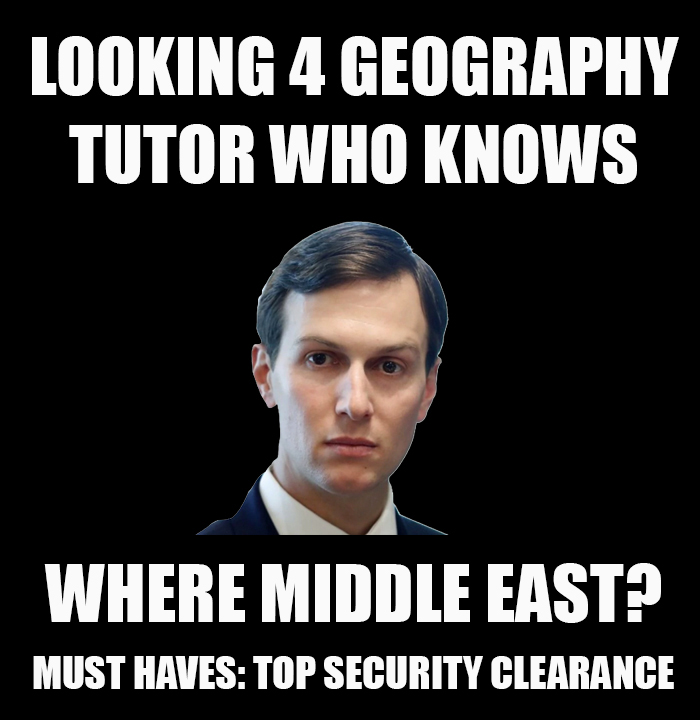 LOOKING 4 GEOGRAPHY
TUTOR WHO KNOWS
WHERE MIDDLE EAST?
MUST HAVES: TOP SECURITY CLEARANCE